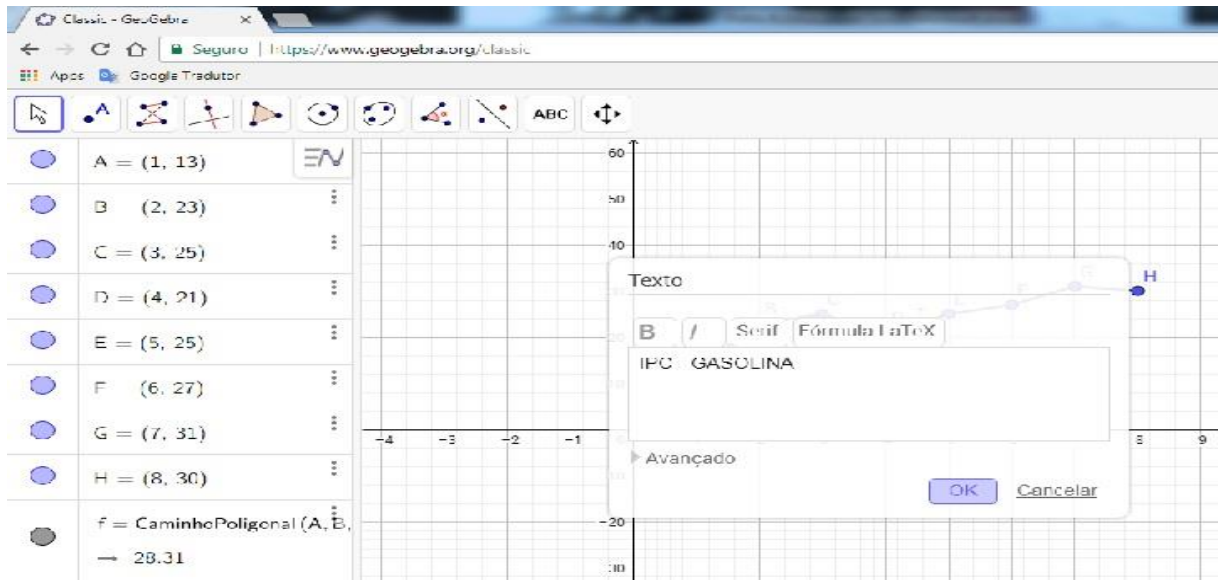 Classic - GeoGebra
Seguro | https://www.geogebra.org/classic
Apps Google Tradutor
A ABC
A = (1, 13)
B (2, 23)
C = (3, 25)
D = (4, 21)
E = (5, 25)
F (6, 27)
G = (7, 31)
H = (8, 30)
f = CaminhoPoligonal (A, B,
→ 28.31
60
50
40
Texto
G H
B I Serif Fórmula LaTeX
IPC GASOLINA
-4 -3 -2 -1 8 9
Avançado
OK Cancelar
-20